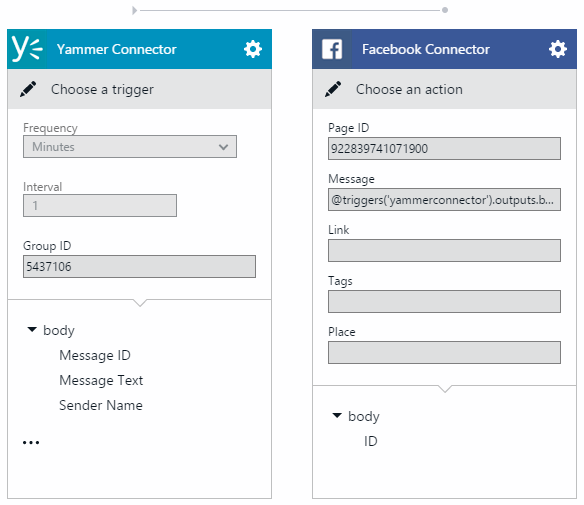 Yammer Connector
Choose a trigger
Frequency
Minutes
Interval
1
Group ID
5437106
body
Message ID
Message Text
Sender Name
...
Facebook Connector
Choose an action
Page ID
922839741071900
Message
@triggers('yammerconnector').outputs.b...
Link
Tags
Place
body
ID